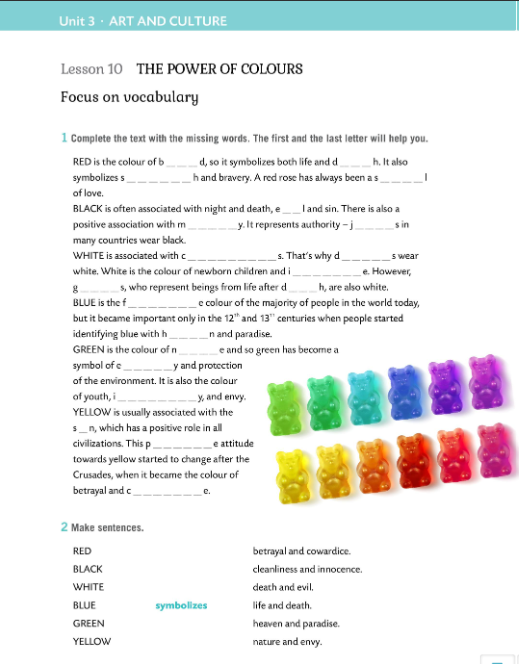 Unit 3 · ART AND CULTURE
Lesson 10 THE POWER OF COLOURS
Focus on vocabulary
1 Complete the text with the missing words. The first and the last letter will help you.
RED is the colour of b _ _ _ d, so it symbolizes both life and d _ _ _ h. It also
symbolizes s _ _ _ _ _ _ h and bravery. A red rose has always been a s _ _ _ _ l
of love.
BLACK is often associated with night and death, e _ _ l and sin. There is also a
positive association with m _ _ _ _ _ y. It represents authority – j _ _ _ _ s in
many countries wear black.
WHITE is associated with c _ _ _ _ _ _ _ _ _ s. That's why d _ _ _ _ _ s wear
white. White is the colour of newborn children and i _ _ _ _ _ _ _ e. However,
g _ _ _ _ s, who represent beings from life after d _ _ _ h, are also white.
BLUE is the f _ _ _ _ _ _ _ e colour of the majority of people in the world today,
but it became important only in the 12th and 13th centuries when people started
identifying blue with h _ _ _ _ n and paradise.
GREEN is the colour of n _ _ _ _ e and so green has become a
symbol of e _ _ _ _ _ y and protection
of the environment. It is also the colour
of youth, i _ _ _ _ _ _ _ _ y, and envy.
YELLOW is usually associated with the
s _ n, which has a positive role in all
civilizations. This p _ _ _ _ _ _ e attitude
towards yellow started to change after the
Crusades, when it became the colour of
betrayal and c _ _ _ _ _ _ _ e.
2 Make sentences.
RED betrayal and cowardice.
BLACK cleanliness and innocence.
WHITE death and evil.
BLUE symbolizes life and death.
GREEN heaven and paradise.
YELLOW nature and envy.